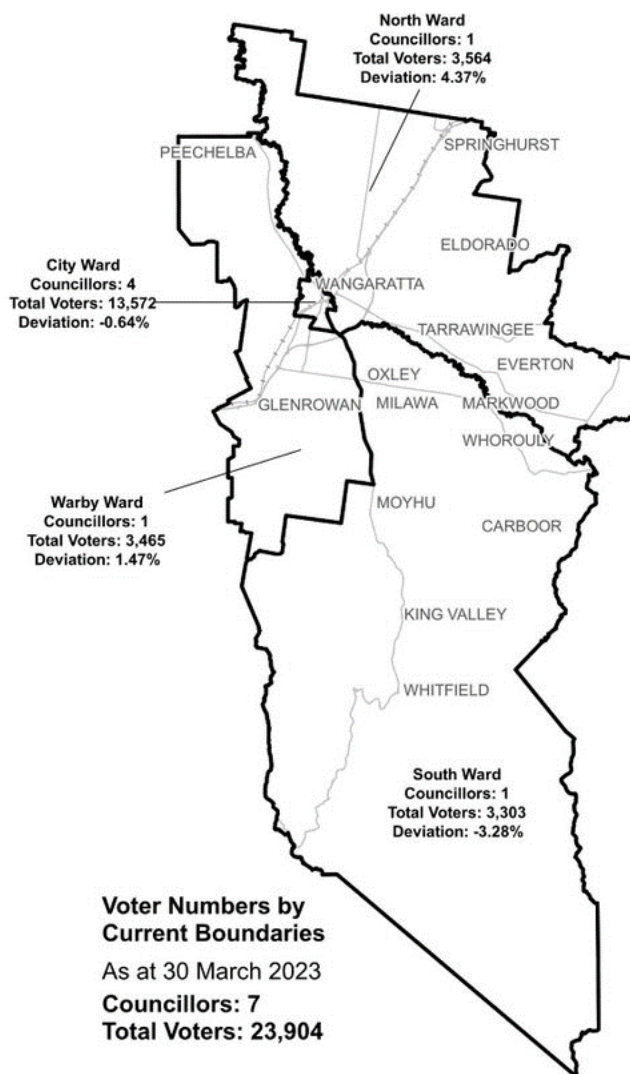 North Ward
Councillors: 1
Total Voters: 3,564
Deviation: 4.37%
PEECHELBA
SPRINGHURST
ELDORADO
City Ward
Councillors: 4
Total Voters: 13,572
Deviation: -0.64%
WANGARATTA
TARRAWINGEE
EVERTON
OXLEY
GLENROWAN
MILAWA
MARKWOOD
WHOROULY
Warby Ward
Councillors: 1
Total Voters: 3,465
Deviation: 1.47%
MOYHU
CARBOOR
KING VALLEY
WHITFIELD
South Ward
Councillors: 1
Total Voters: 3,303
Deviation: -3.28%
Voter Numbers by
Current Boundaries
As at 30 March 2023
Councillors: 7
Total Voters: 23,904